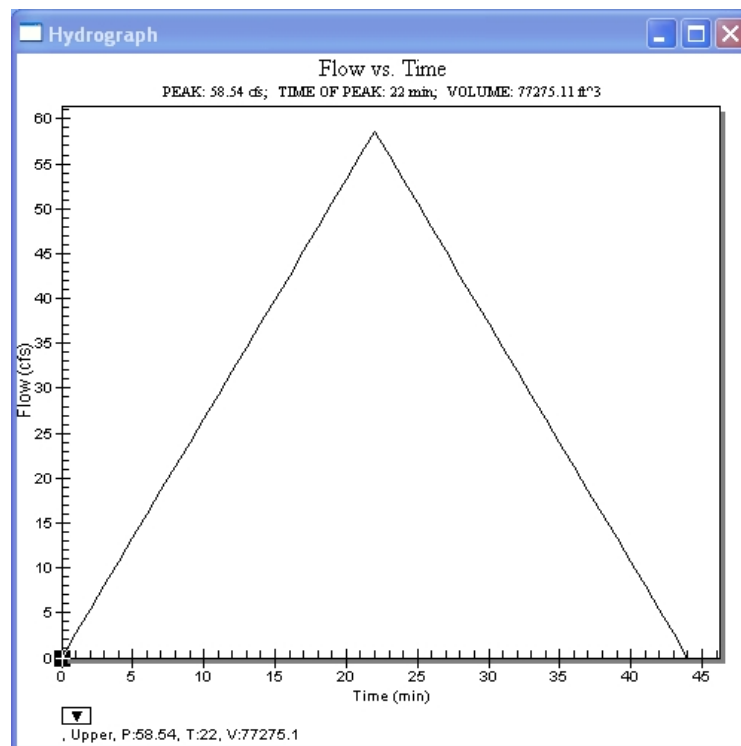 Hydrograph
Flow vs. Time
PEAK: 58.54 cfs; TIME OF PEAK: 22 min; VOLUME: 77275.11 ft^3
60
55
50
45
40
35
30
25
20
15
10
5
0
Flow (cfs)
0 5 10 15 20 25 30 35 40 45
Time (min)
, Upper, P:58.54, T:22, V:77275.1